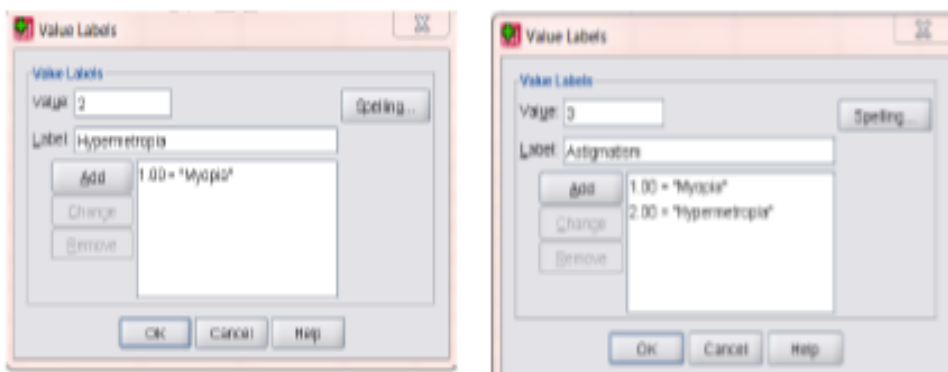 Value Labels
Value Labels
Value: 2
Spelling...
Label: Hypermetropia
Add
1.00 = "Myopia"
Change
Remove
OK Cancel Help
Value Labels
Value Labels
Value: 3
Spelling...
Label: Astigmatism
Add
1.00 = "Myopia"
2.00 = "Hypermetropia"
Change
Remove
OK Cancel Help